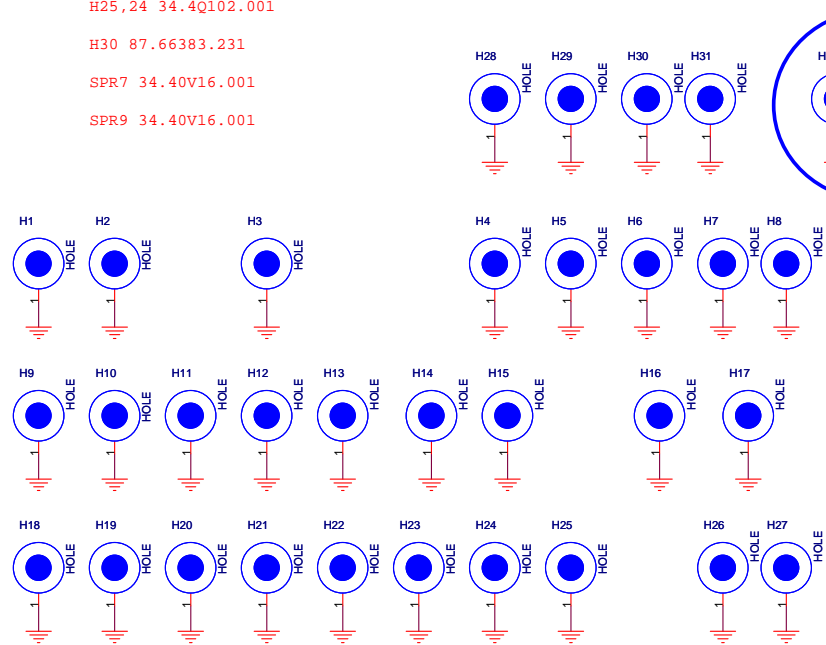 H25,24 34.4Q102.001
H30 87.66383.231
SPR7 34.40V16.001
SPR9 34.40V16.001
H28 H29 H30 H31 H
HOLE HOLE HOLE HOLE
1 1 1 1
H1 H2 H3 H4 H5 H6 H7 H8
HOLE HOLE HOLE HOLE HOLE HOLE HOLE HOLE
1 1 1 1 1 1 1 1
H9 H10 H11 H12 H13 H14 H15 H16 H17
HOLE HOLE HOLE HOLE HOLE HOLE HOLE HOLE HOLE
1 1 1 1 1 1 1 1 1
H18 H19 H20 H21 H22 H23 H24 H25 H26 H27
HOLE HOLE HOLE HOLE HOLE HOLE HOLE HOLE HOLE HOLE
1 1 1 1 1 1 1 1 1 1